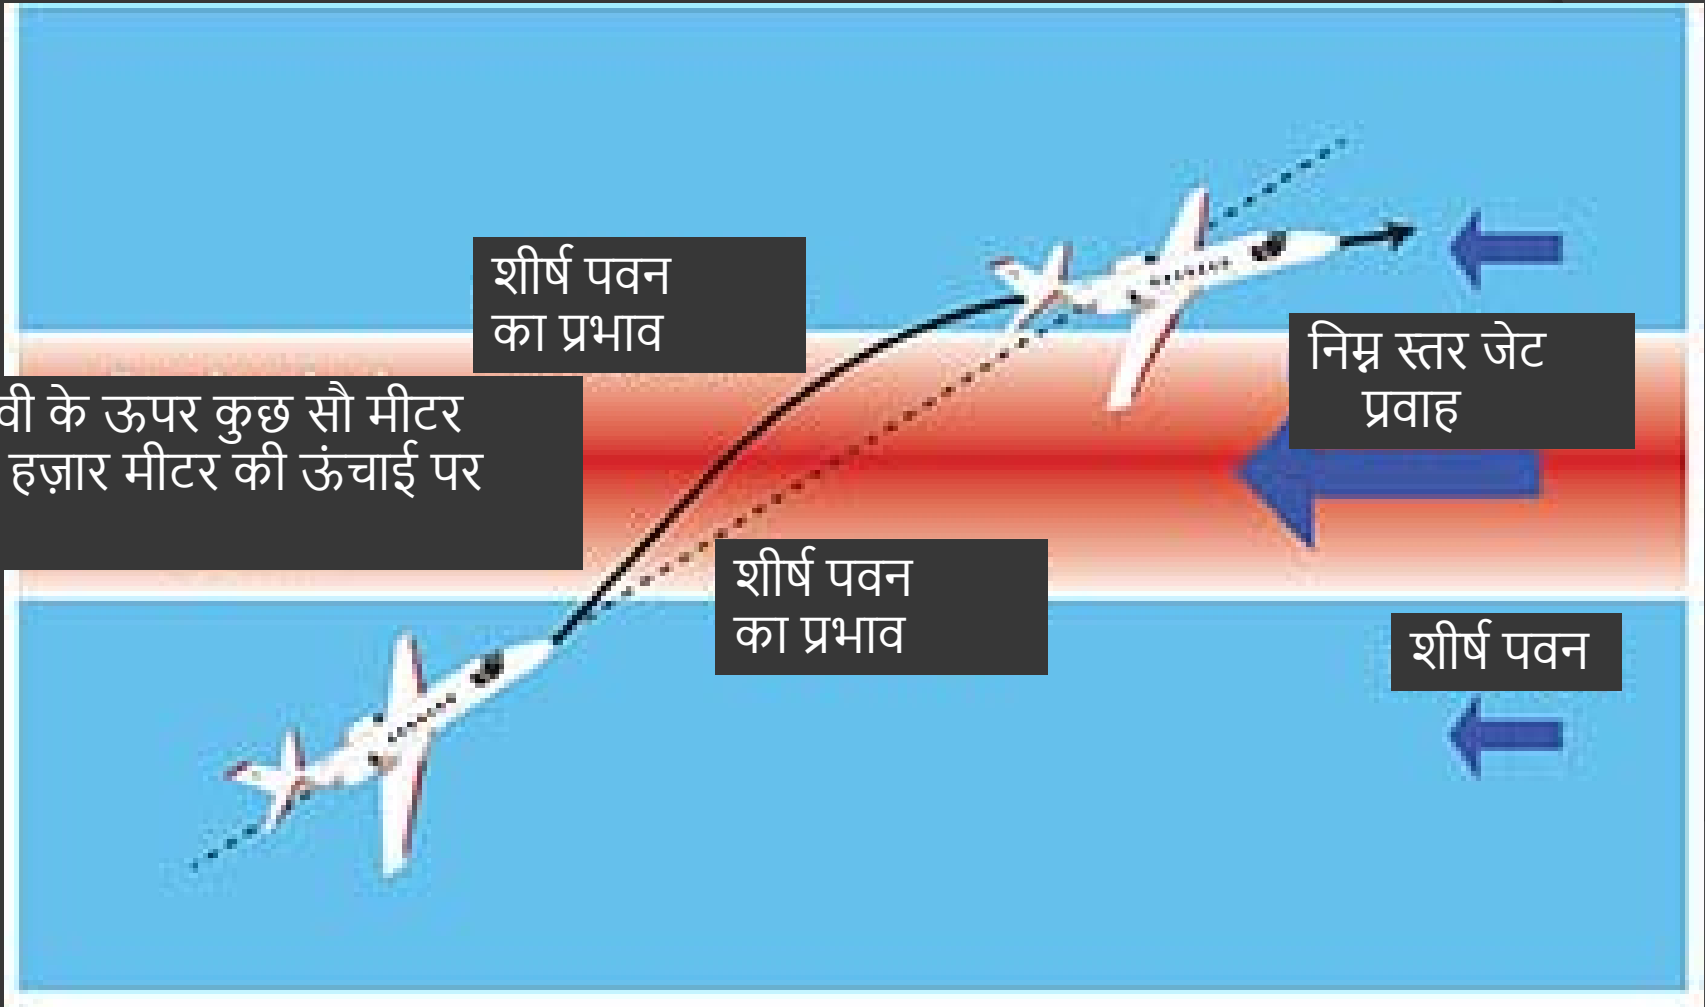 शीर्ष पवन
का प्रभाव
के ऊपर कुछ सौ मीटर
हज़ार मीटर की ऊंचाई पर
निम्न स्तर जेट
प्रवाह
शीर्ष पवन
का प्रभाव
शीर्ष पवन